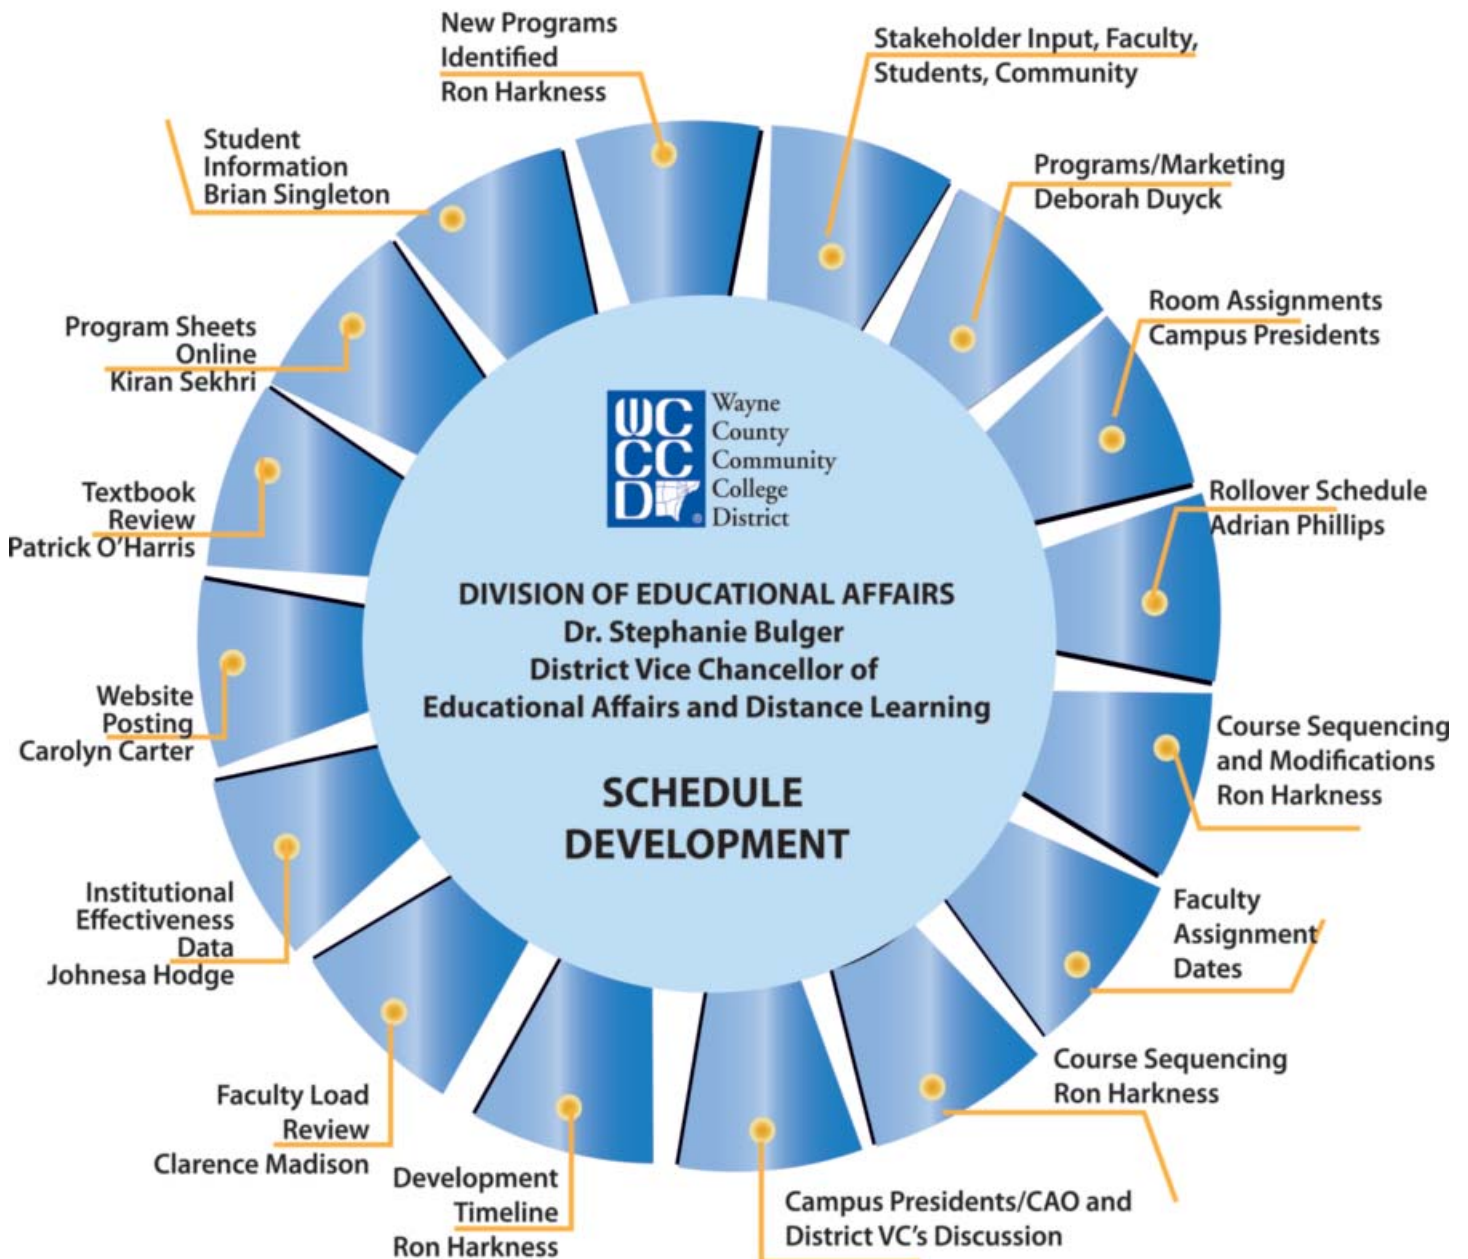 New Programs
Identified
Ron Harkness
Stakeholder Input, Faculty,
Students, Community
Programs/Marketing
Deborah Duyck
Room Assignments
Campus Presidents
Rollover Schedule
Adrian Phillips
Course Sequencing
and Modifications
Ron Harkness
Faculty
Assignment
Dates
Course Sequencing
Ron Harkness
Campus Presidents/CAO and
District VC's Discussion
Development
Timeline
Ron Harkness
Faculty Load
Review
Clarence Madison
Institutional
Effectiveness
Data
Johnesa Hodge
Website
Posting
Carolyn Carter
Textbook
Review
Patrick O'Harris
Program Sheets
Online
Kiran Sekhri
Student
Information
Brian Singleton
WC
CC
D
®
Wayne
County
Community
College
District
DIVISION OF EDUCATIONAL AFFAIRS
Dr. Stephanie Bulger
District Vice Chancellor of
Educational Affairs and Distance Learning
SCHEDULE
DEVELOPMENT